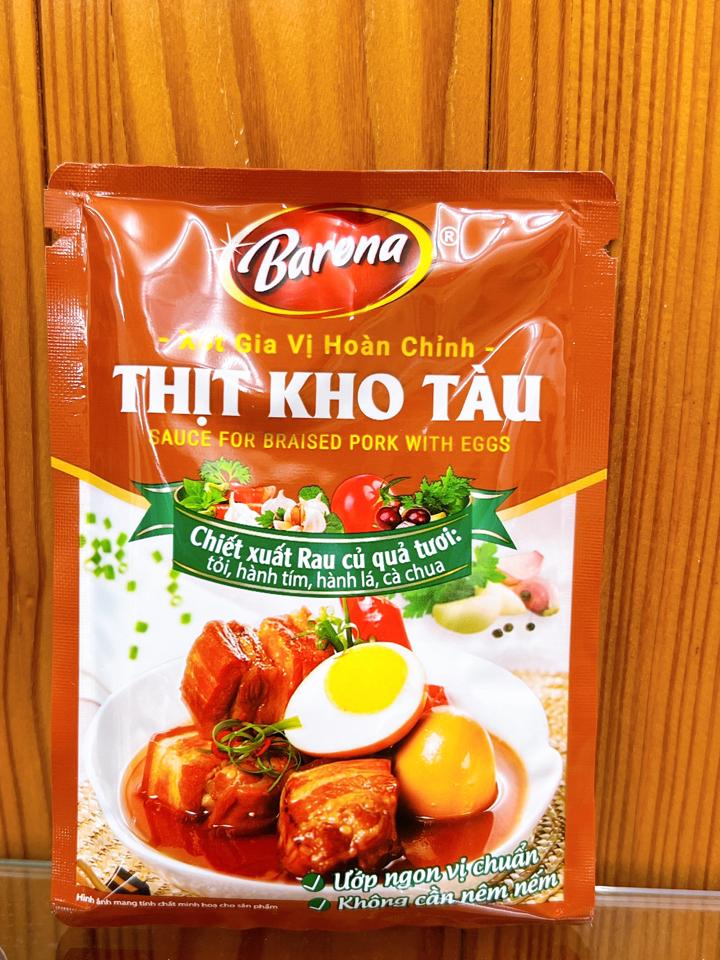 Barona ®
- Xốt Gia Vị Hoàn Chỉnh -
THỊT KHO TÀU
SAUCE FOR BRAISED PORK WITH EGGS
Chiết xuất Rau củ quả tươi:
tỏi, hành tím, hành lá, cà chua
Ướp ngon vị chuẩn
Không cần nêm nếm
Hình ảnh mang tính chất minh họa cho sản phẩm